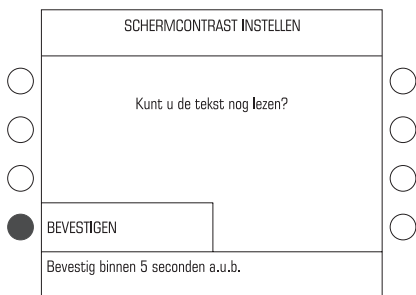 SCHERMCONTRAST INSTELLEN
Kunt u de tekst nog lezen?
BEVESTIGEN
Bevestig binnen 5 seconden a.u.b.